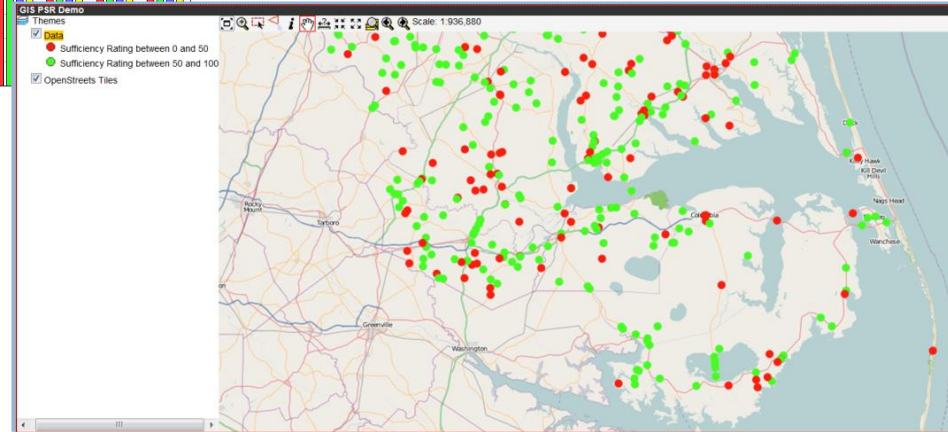 GIS PSR Demo
Themes
Data
Sufficiency Rating between 0 and 50
Sufficiency Rating between 50 and 100
OpenStreets Tiles
Scale: 1:936,880
Kitty Hawk
Kill Devil
Hills
Nags Head
Rocky
Mount
Tarboro
Columbia
Wanchese
Greenville
Washington